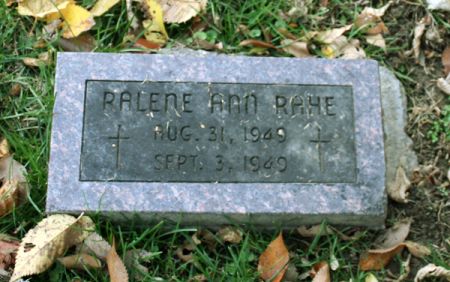 RALENE ANN RAHE
AUG. 31, 1949
SEPT. 3, 1949